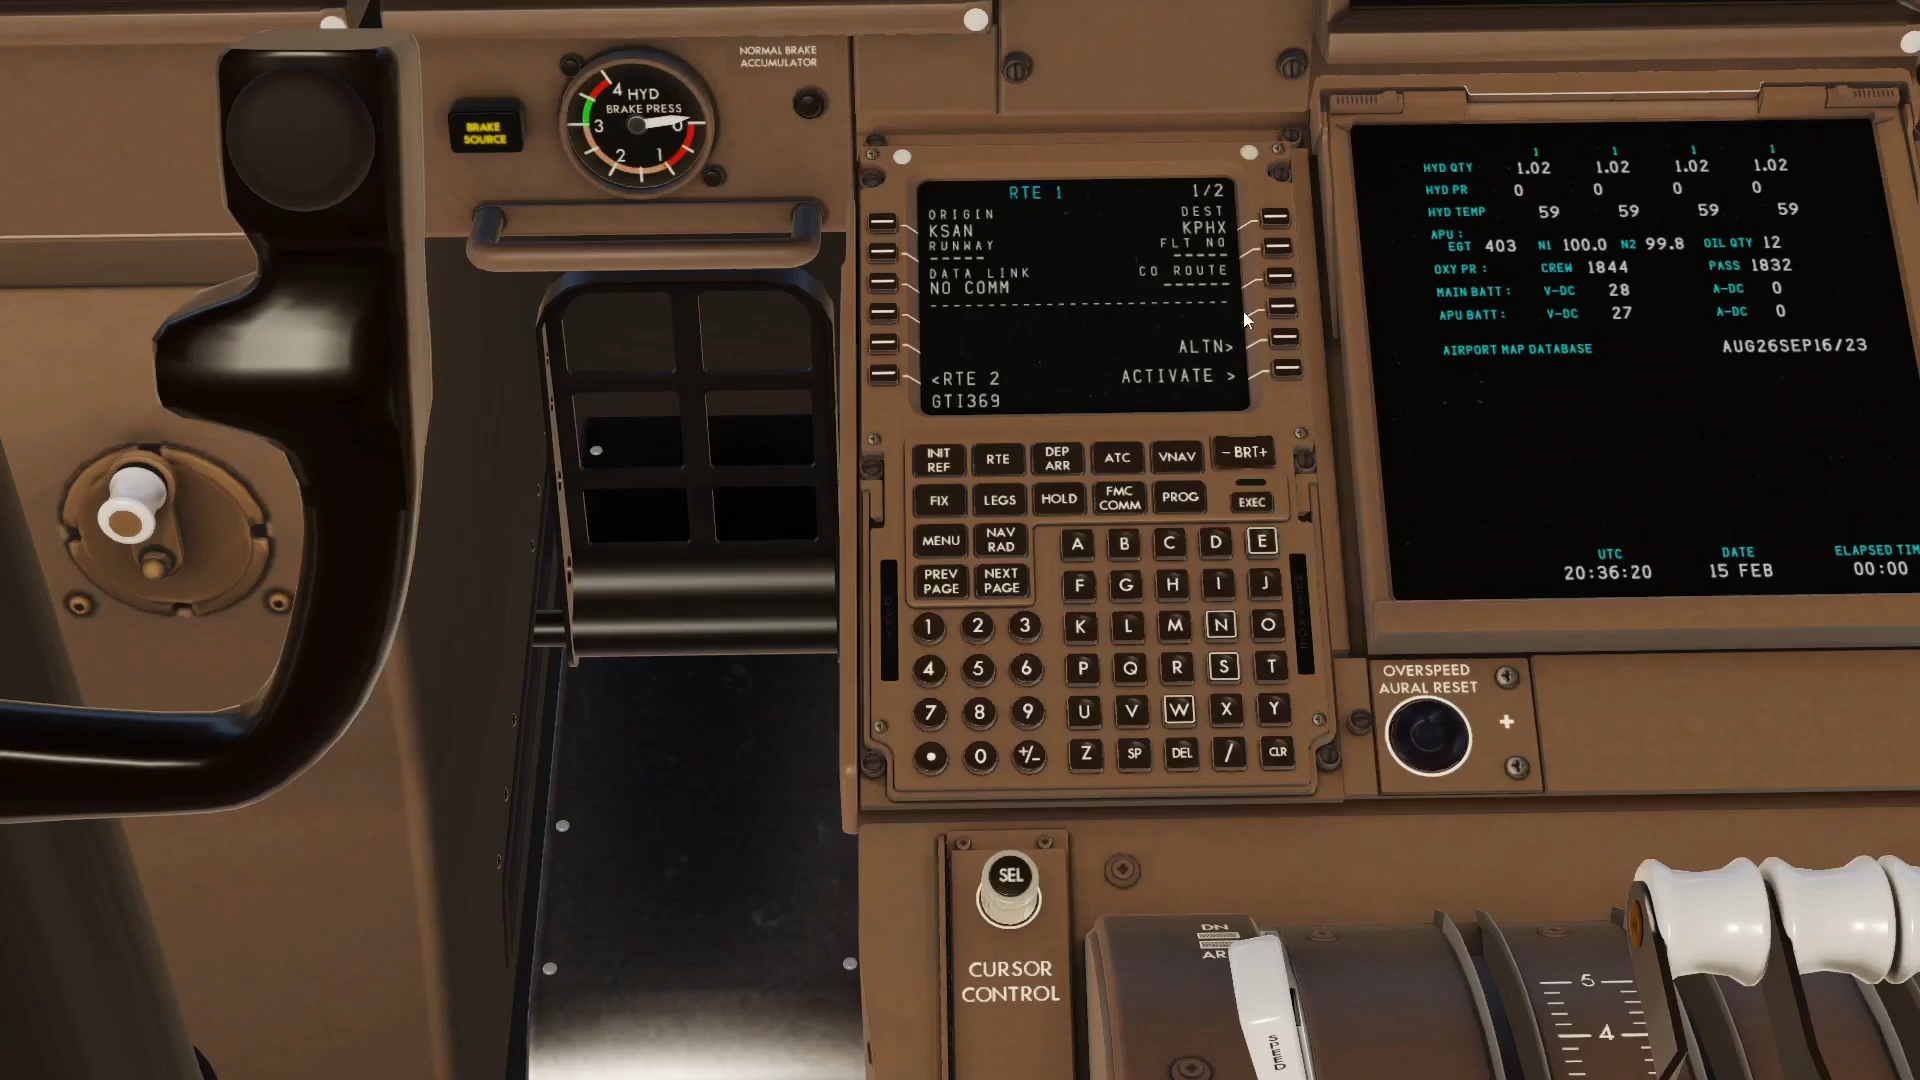 NORMAL BRAKE
ACCUMULATOR
BRAKE
SOURCE
4 HYD
BRAKE PRESS
3 0
2 1
RTE 1 1/2
ORIGIN DEST
KSAN KPHX
RUNWAY FLT NO
----- -----
DATA LINK CO ROUTE
NO COMM ------
ALTN>
<RTE 2 ACTIVATE >
GTI369
INIT REF
RTE
DEP ARR
ATC
VNAV
- BRT+
FIX
LEGS
HOLD
FMC COMM
PROG
EXEC
MENU
NAV RAD
PREV PAGE
NEXT PAGE
A B C D E
F G H I J
1 2 3 K L M N O
4 5 6 P Q R S T
7 8 9 U V W X Y
0 +/- Z SP DEL / CLR
1 1 1 1
HYD QTY 1.02 1.02 1.02 1.02
HYD PR 0 0 0 0
HYD TEMP 59 59 59 59
APU :
EGT 403 N1 100.0 N2 99.8 OIL QTY 12
OXY PR : CREW 1844 PASS 1832
MAIN BATT : V-DC 28 A-DC 0
APU BATT : V-DC 27 A-DC 0
AIRPORT MAP DATABASE AUG26SEP16/23
UTC DATE ELAPSED TIM
20:36:20 15 FEB 00:00
OVERSPEED
AURAL RESET
SEL
CURSOR
CONTROL
DN
AR
SPEED
5
4